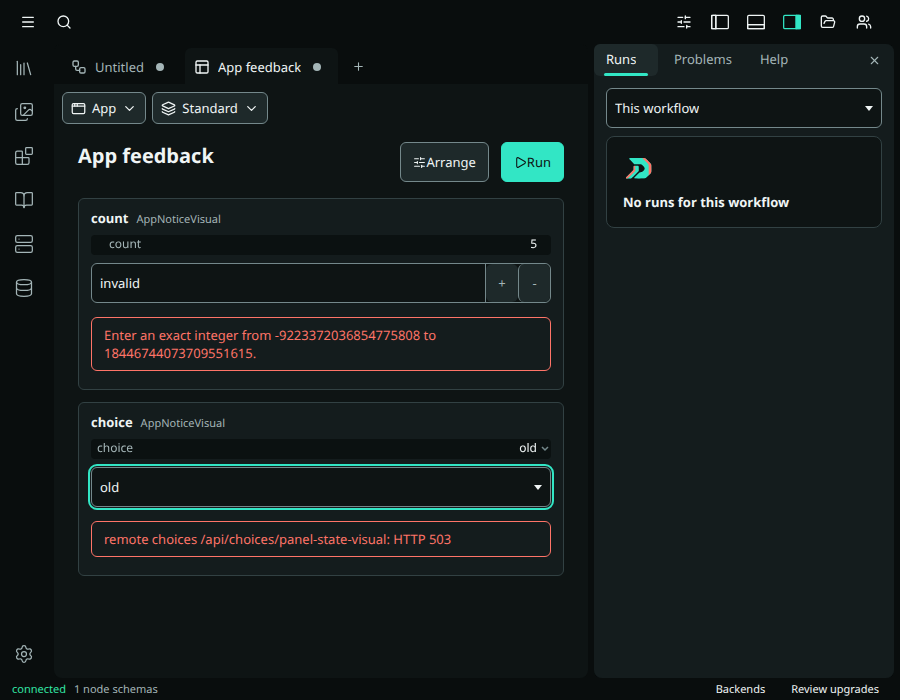 Untitled
App feedback
+
Runs
Problems
Help
App
Standard
This workflow
App feedback
Arrange
Run
No runs for this workflow
count AppNoticeVisual
count 5
invalid + -
Enter an exact integer from -9223372036854775808 to
18446744073709551615.
choice AppNoticeVisual
choice old
old
remote choices /api/choices/panel-state-visual: HTTP 503
connected 1 node schemas
Backends
Review upgrades